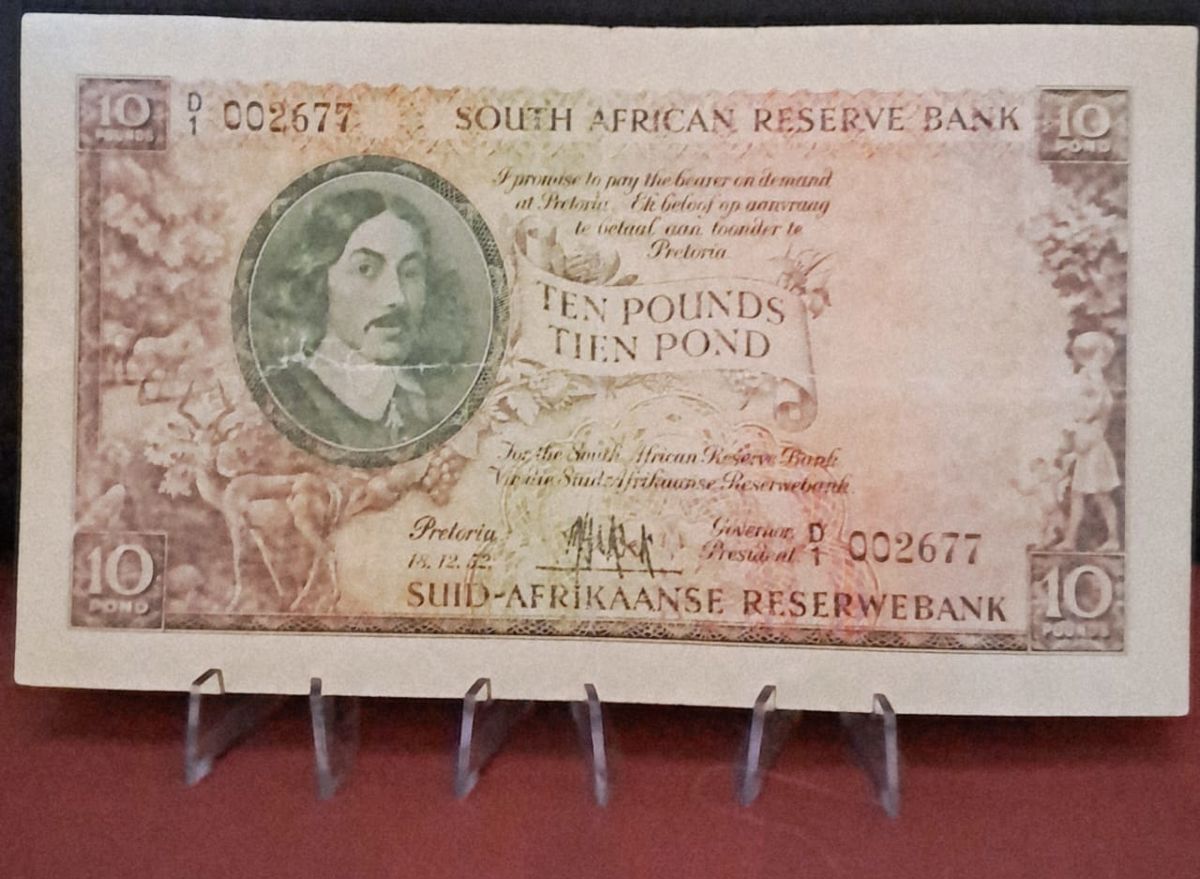 10 POUNDS
D/1 002677
SOUTH AFRICAN RESERVE BANK
10 POND
I promise to pay the bearer on demand
at Pretoria. Ek beloof op aanvraag
te betaal aan toonder te
Pretoria
TEN POUNDS
TIEN POND
For the South African Reserve Bank
Vir die Suid-Afrikaanse Reserwebank.
Pretoria
18.12.52.
Governor.
President.
D/1 002677
10 POND
SUID-AFRIKAANSE RESERWEBANK
10 POUNDS